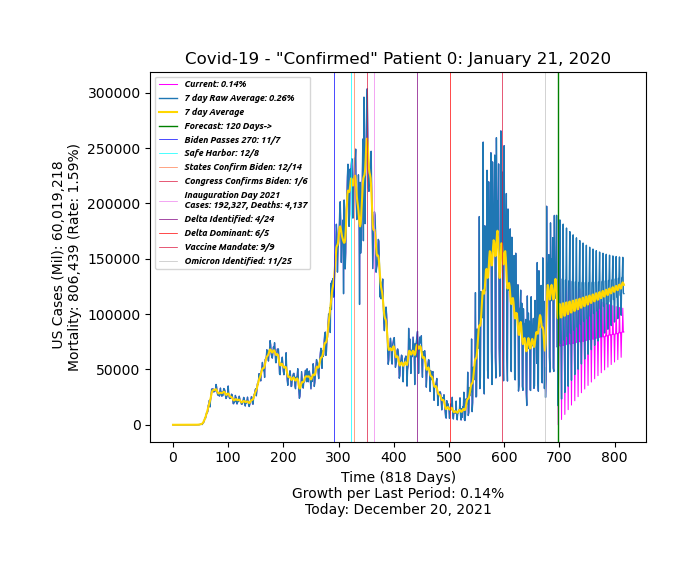 Covid-19 - "Confirmed" Patient 0: January 21, 2020
US Cases (Mil): 60,019,218
Mortality: 806,439 (Rate: 1.59%)
300000
250000
200000
150000
100000
50000
0
Current: 0.14%
7 day Raw Average: 0.26%
7 day Average
Forecast: 120 Days->
Biden Passes 270: 11/7
Safe Harbor: 12/8
States Confirm Biden: 12/14
Congress Confirms Biden: 1/6
Inauguration Day 2021
Cases: 192,327, Deaths: 4,137
Delta Identified: 4/24
Delta Dominant: 6/5
Vaccine Mandate: 9/9
Omicron Identified: 11/25
0 100 200 300 400 500 600 700 800
Time (818 Days)
Growth per Last Period: 0.14%
Today: December 20, 2021